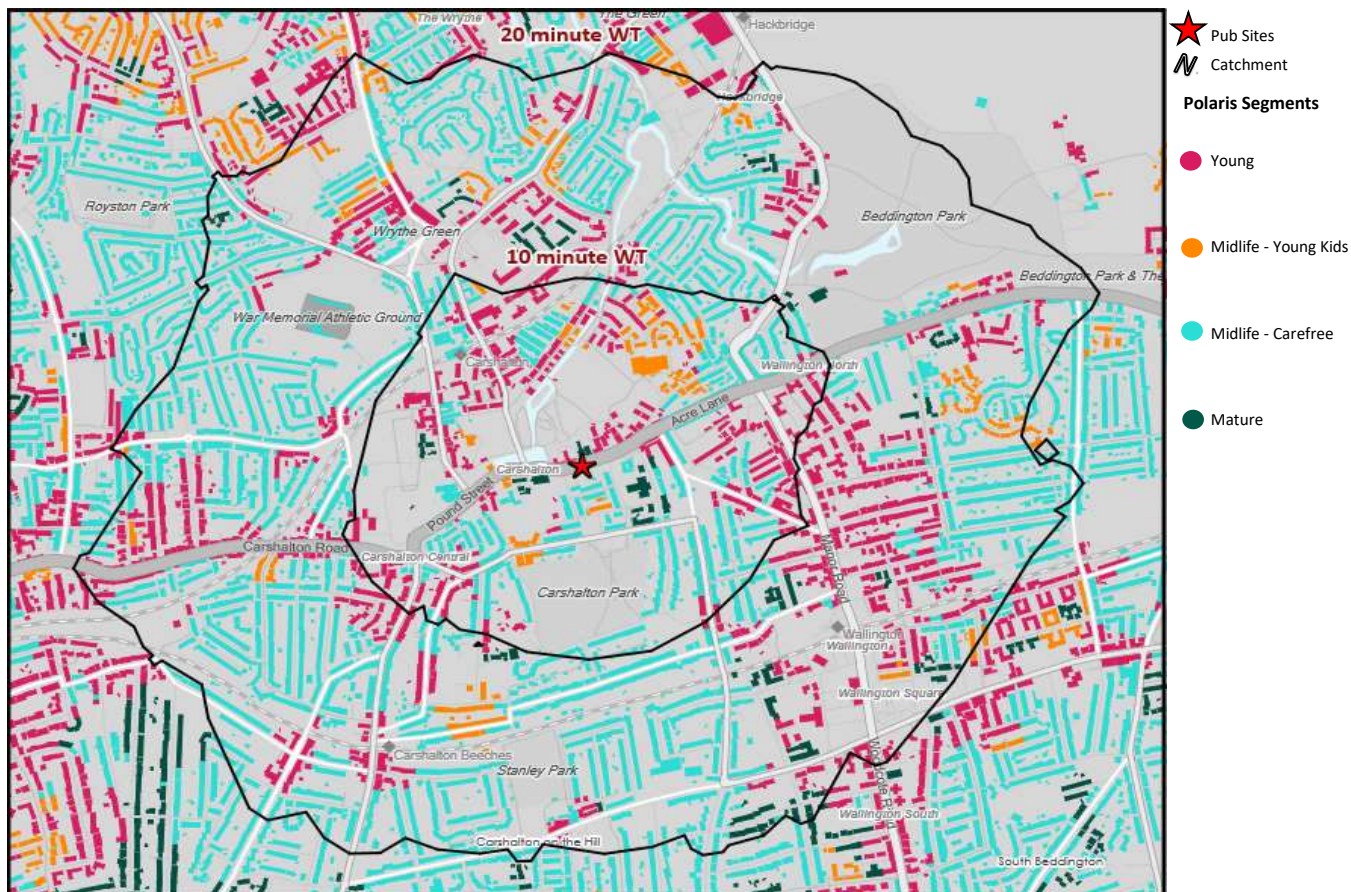 The Wrythe
The Green
Hackbridge
20 minute WT
Hackbridge
Royston Park
Wrythe Green
Beddington Park
10 minute WT
Beddington Park & The
War Memorial Athletic Ground
Carshalton
Wallington North
Acre Lane
Carshalton
Pound Street
Carshalton Road
Carshalton Central
Manor Road
Carshalton Park
Wallington
Wallington
Wallington Square
Carshalton Beeches
Stanley Park
Woodcote Road
Wallington South
Carshalton on the Hill
South Beddington
Pub Sites
Catchment
Polaris Segments
Young
Midlife - Young Kids
Midlife - Carefree
Mature